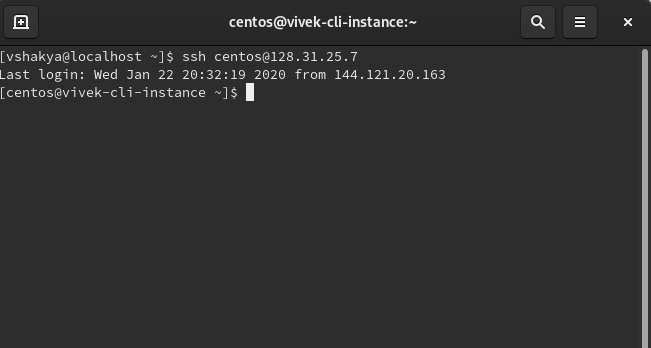 centos@vivek-cli-instance:~
[vshakya@localhost ~]$ ssh centos@128.31.25.7
Last login: Wed Jan 22 20:32:19 2020 from 144.121.20.163
[centos@vivek-cli-instance ~]$